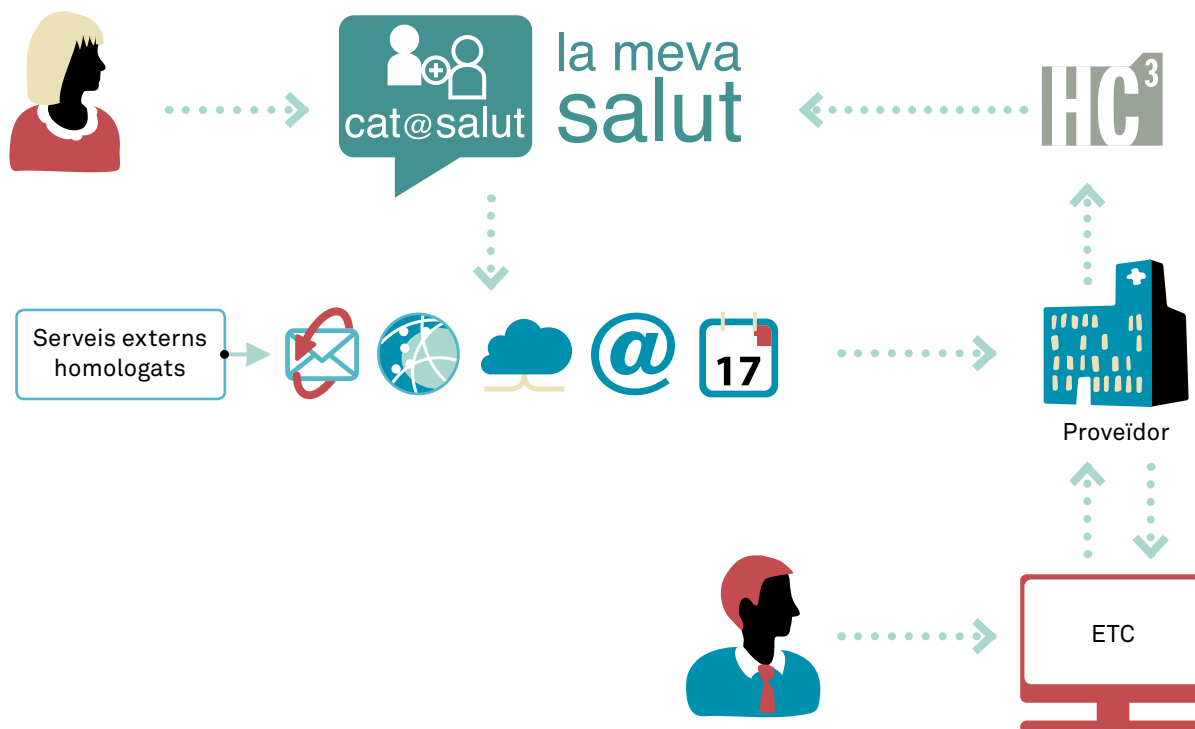 cat@salut
la meva
salut
HC³
Serveis externs
homologats
17
Proveïdor
ETC